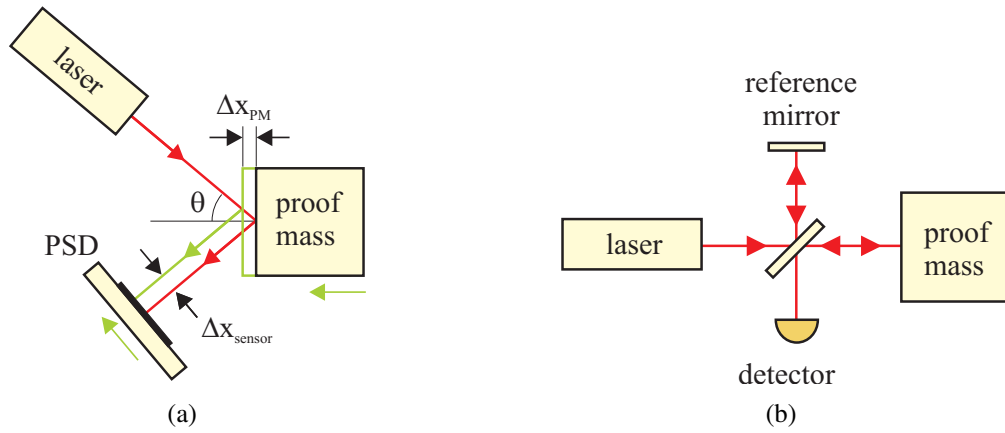 laser
Δx_PM
θ
proof
mass
PSD
Δx_sensor
(a)
reference
mirror
laser
proof
mass
detector
(b)